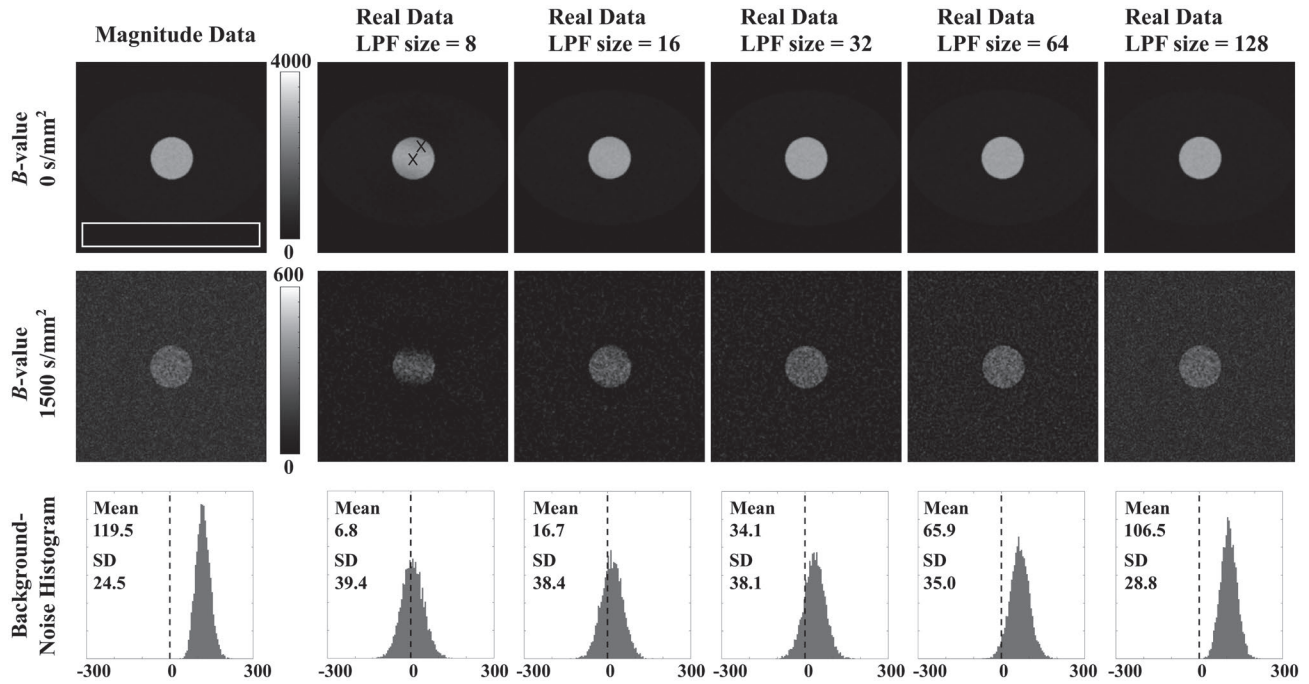 Magnitude Data
Real Data
LPF size = 8
Real Data
LPF size = 16
Real Data
LPF size = 32
Real Data
LPF size = 64
Real Data
LPF size = 128
B-value
0 s/mm²
4000
0
X
X
B-value
1500 s/mm²
600
0
Background-
Noise Histogram
Mean
119.5
SD
24.5
-300 0 300
Mean
6.8
SD
39.4
-300 0 300
Mean
16.7
SD
38.4
-300 0 300
Mean
34.1
SD
38.1
-300 0 300
Mean
65.9
SD
35.0
-300 0 300
Mean
106.5
SD
28.8
-300 0 300